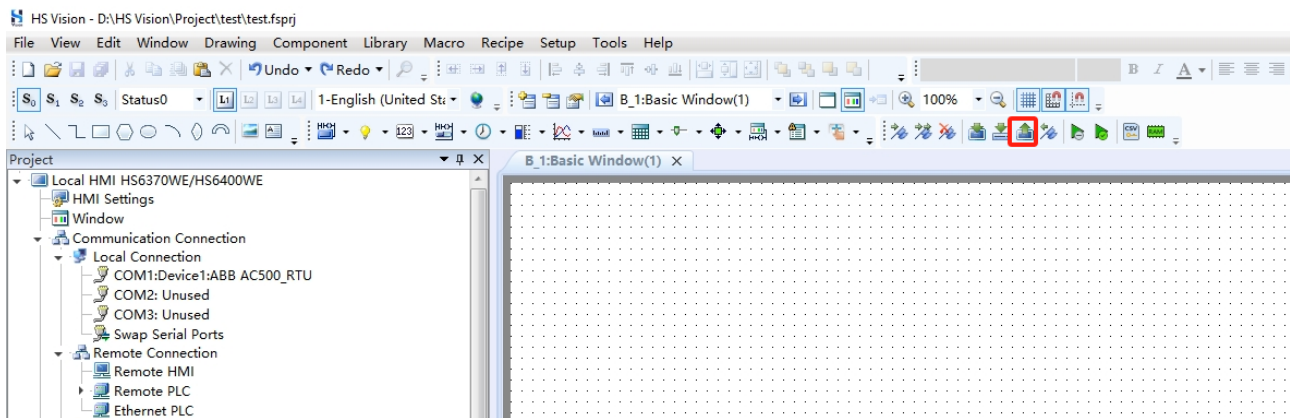 HS Vision - D:\HS Vision\Project\test\test.fsprj
File View Edit Window Drawing Component Library Macro Recipe Setup Tools Help
Undo Redo B I A
S0 S1 S2 S3 Status0 L1 L2 L3 L4 1-English (United Sta B_1:Basic Window(1) 100%
123 CSV RAM
Project B_1:Basic Window(1)
Local HMI HS6370WE/HS6400WE
HMI Settings
Window
Communication Connection
Local Connection
COM1:Device1:ABB AC500_RTU
COM2: Unused
COM3: Unused
Swap Serial Ports
Remote Connection
Remote HMI
Remote PLC
Ethernet PLC